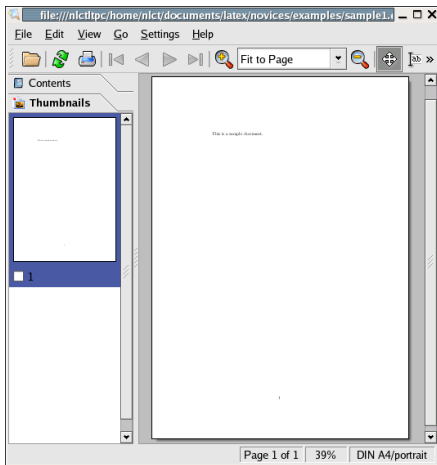 file:///nlctltpc/home/nlct/documents/latex/novices/examples/sample1.
File Edit View Go Settings Help
Fit to Page
Contents
Thumbnails
This is a sample document.
1
1
Page 1 of 1 39% DIN A4/portrait